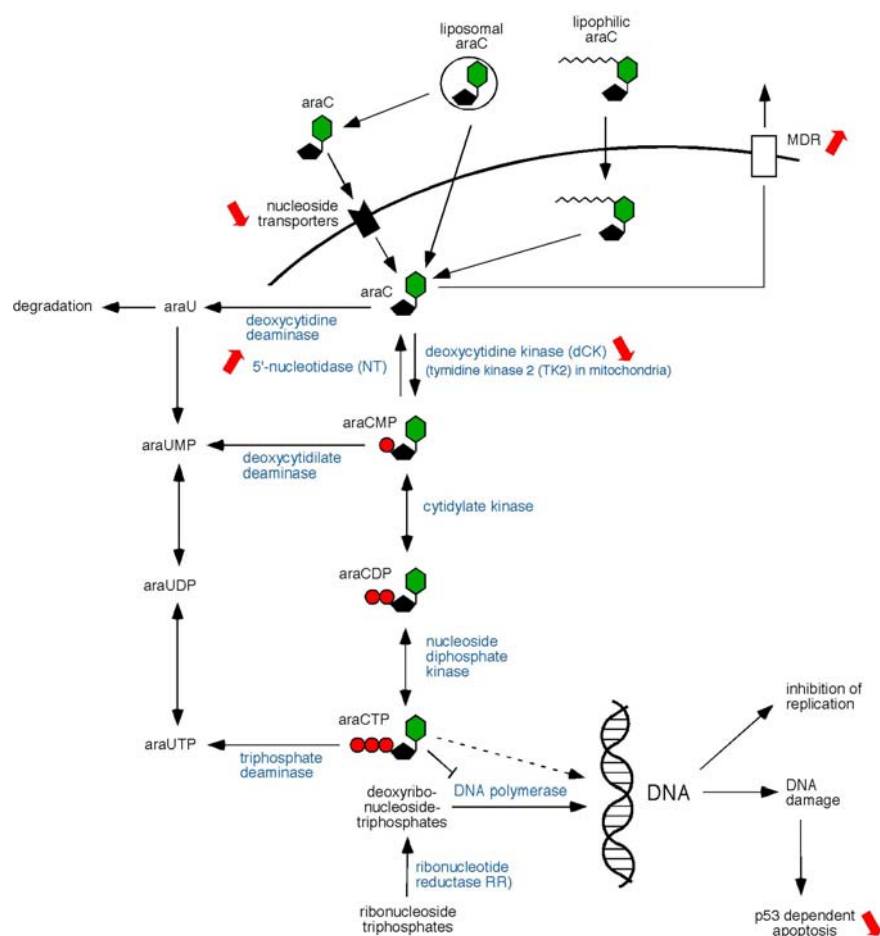 liposomal
araC
lipophilic
araC
araC
MDR
nucleoside
transporters
araC
degradation
araU
deoxycytidine
deaminase
5'-nucleotidase (NT)
deoxycytidine kinase (dCK)
(tymidine kinase 2 (TK2) in mitochondria)
araCMP
araUMP
deoxycytidilate
deaminase
cytidylate kinase
araCDP
araUDP
nucleoside
diphosphate
kinase
araCTP
araUTP
triphosphate
deaminase
deoxyribo-
nucleoside-
triphosphates
DNA polymerase
DNA
inhibition of
replication
DNA
damage
ribonucleotide
reductase RR)
ribonucleoside
triphosphates
p53 dependent
apoptosis